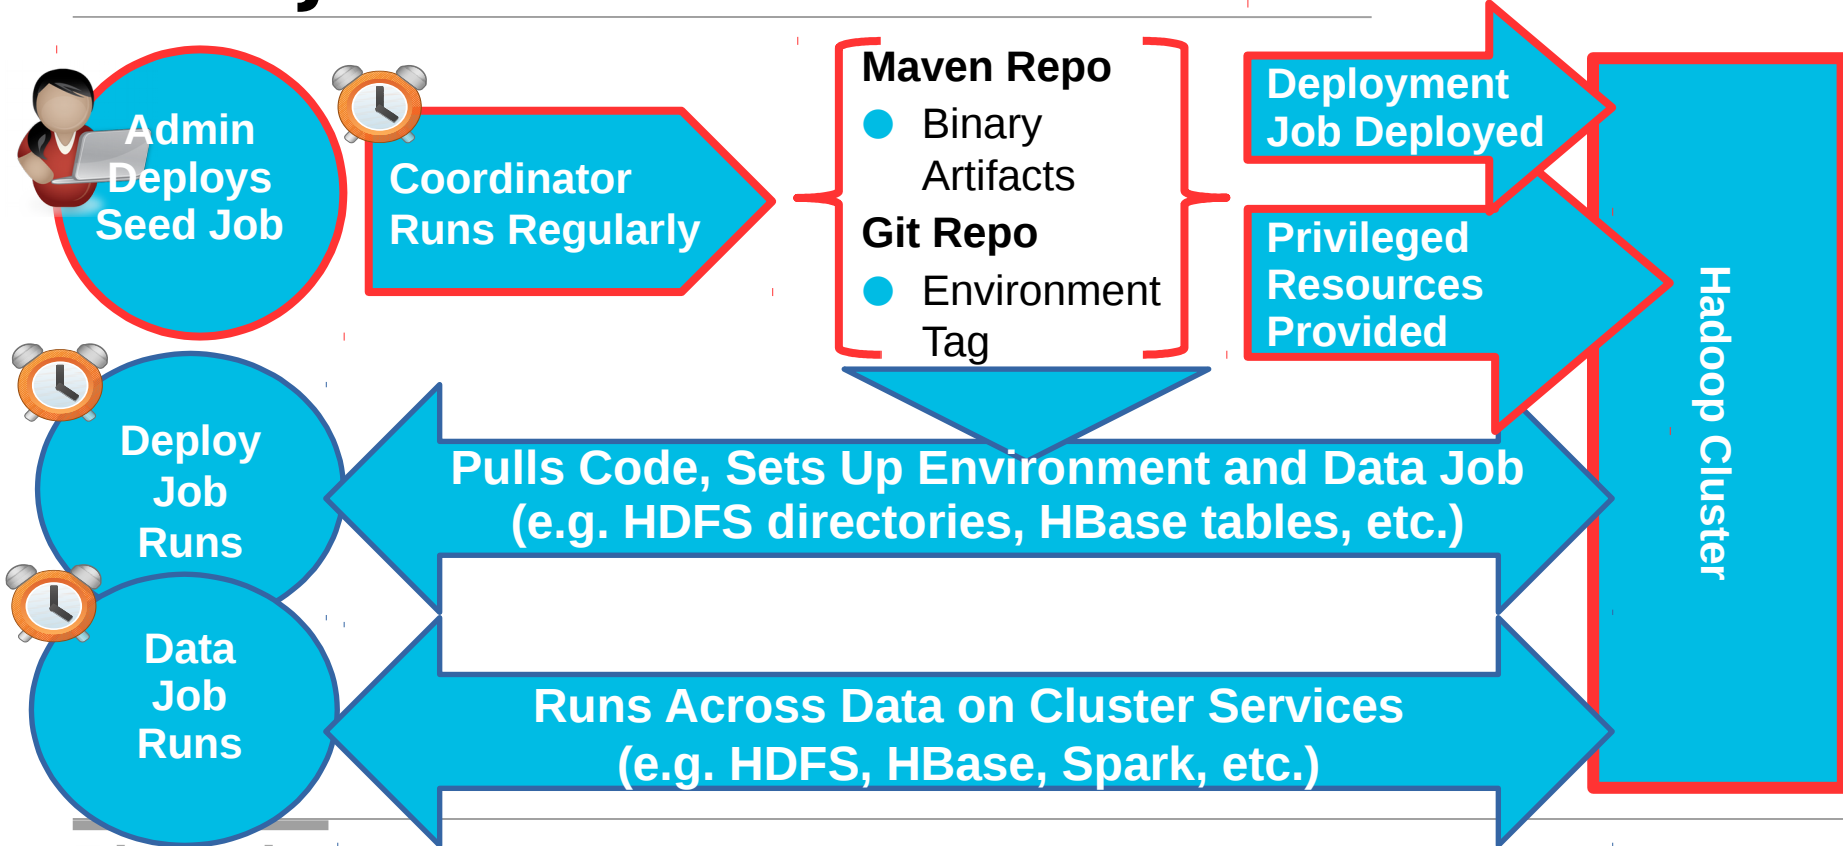 Admin
Deploys
Seed Job
Coordinator
Runs Regularly
Maven Repo
Binary
Artifacts
Git Repo
Environment
Tag
Deployment
Job Deployed
Privileged
Resources
Provided
Hadoop Cluster
Deploy
Job
Runs
Pulls Code, Sets Up Environment and Data Job
(e.g. HDFS directories, HBase tables, etc.)
Data
Job
Runs
Runs Across Data on Cluster Services
(e.g. HDFS, HBase, Spark, etc.)